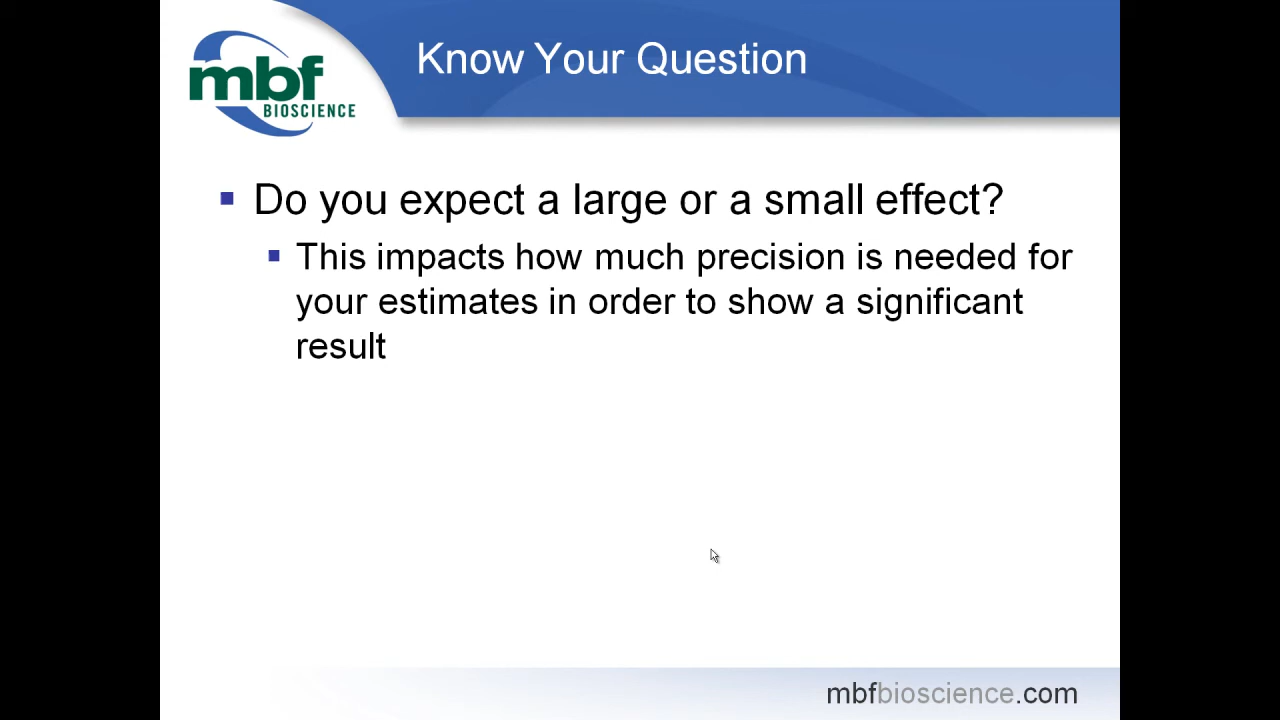 mbf
BIOSCIENCE
Know Your Question
Do you expect a large or a small effect?
This impacts how much precision is needed for
your estimates in order to show a significant
result
mbfbioscience.com